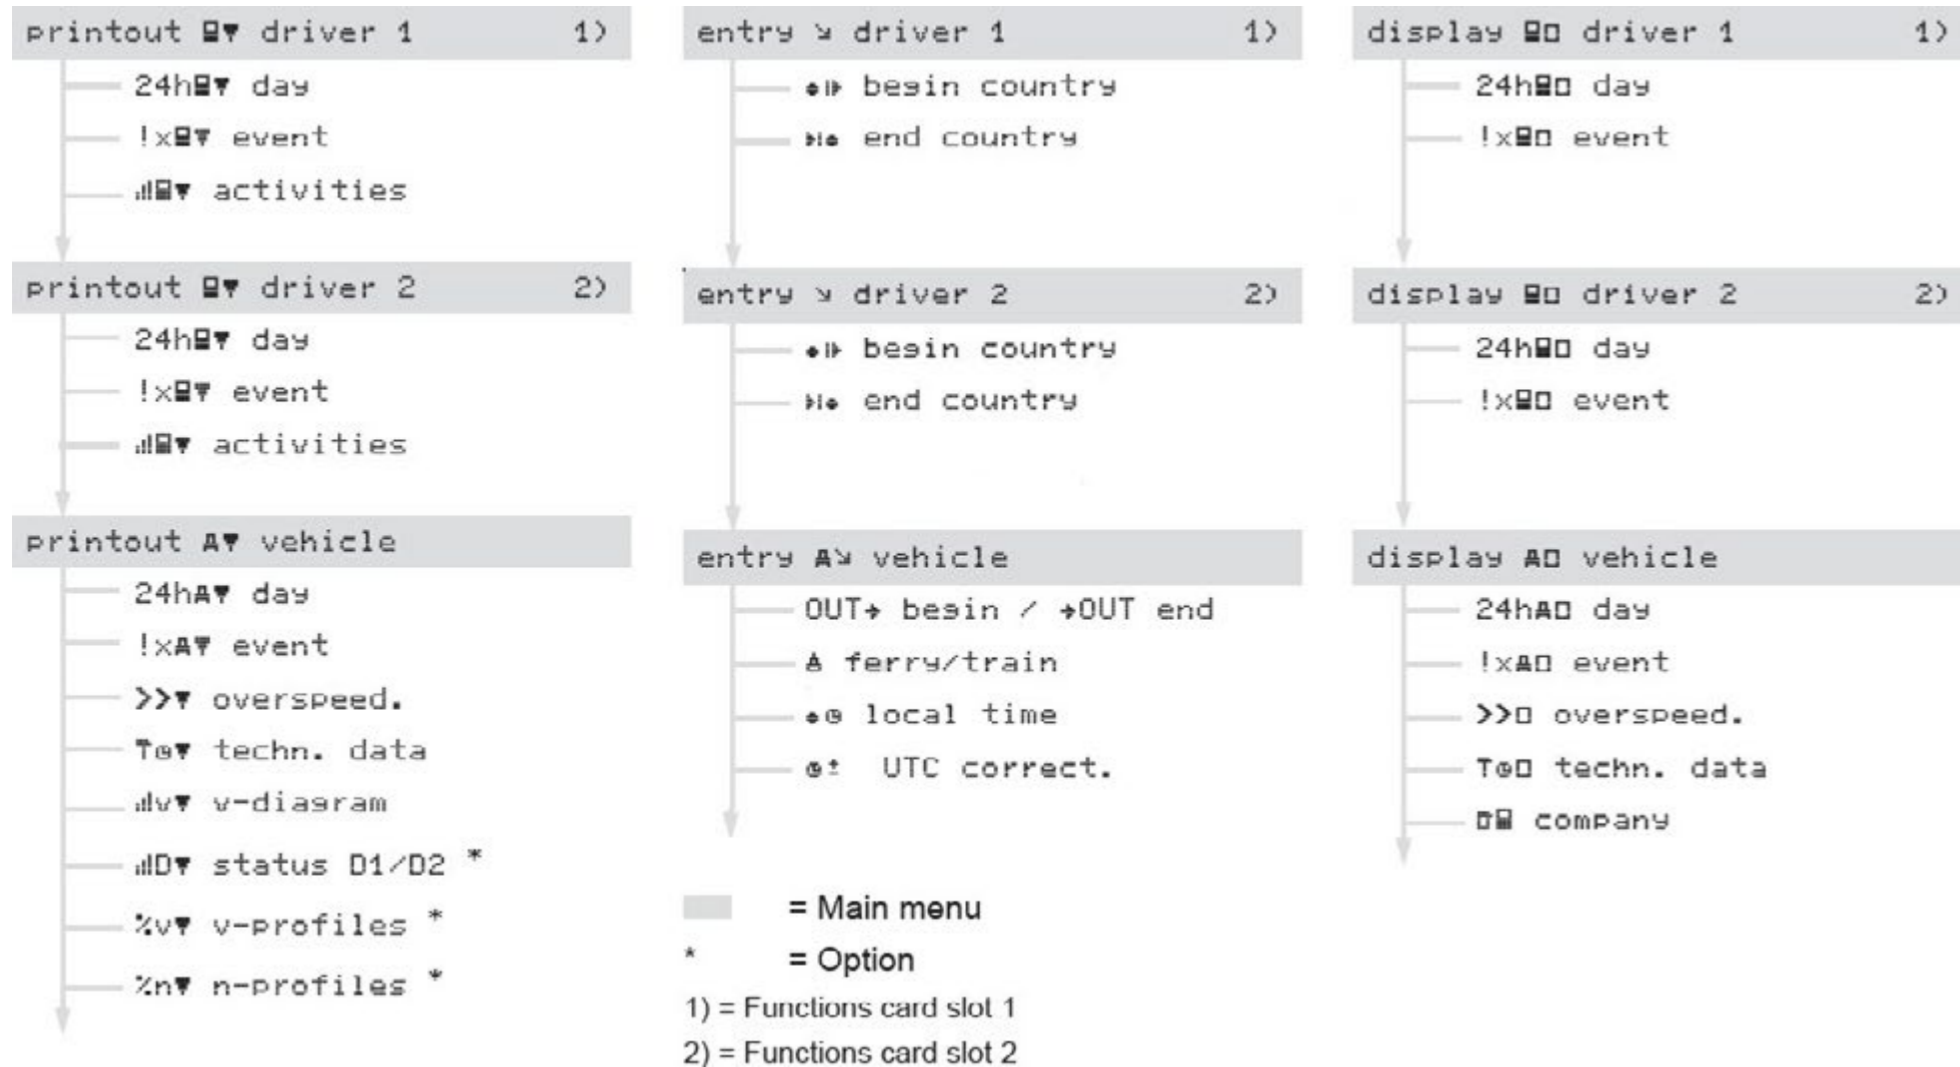 printout 🖪▼ driver 1 1)
24h🖪▼ day
!x🖪▼ event
🖪▼ activities
printout 🖪▼ driver 2 2)
24h🖪▼ day
!x🖪▼ event
🖪▼ activities
printout A▼ vehicle
24hA▼ day
!xA▼ event
>>▼ overspeed.
T▼ techn. data
v▼ v-diagram
D▼ status D1/D2 *
%v▼ v-profiles *
%n▼ n-profiles *
entry ↘ driver 1 1)
begin country
end country
entry ↘ driver 2 2)
begin country
end country
entry A↘ vehicle
OUT→ begin / →OUT end
ferry/train
local time
UTC correct.
= Main menu
* = Option
1) = Functions card slot 1
2) = Functions card slot 2
display 🖪□ driver 1 1)
24h🖪□ day
!x🖪□ event
display 🖪□ driver 2 2)
24h🖪□ day
!x🖪□ event
display A□ vehicle
24hA□ day
!xA□ event
>>□ overspeed.
T□ techn. data
company